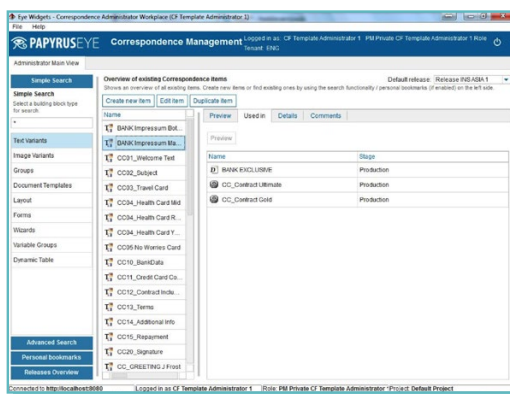 Eye Widgets - Correspondence Administrator Workplace (CF Template Administrator 1)
File Help
PAPYRUSEYE Correspondence Management
Logged in as: CF Template Administrator 1 PM Private CF Template Administrator 1 Role
Tenant: ENG
Administrator Main View
Simple Search
Simple Search
Select a building block type
for search:
*
Text Variants
Image Variants
Groups
Document Templates
Layout
Forms
Wizards
Variable Groups
Dynamic Table
Advanced Search
Personal bookmarks
Releases Overview
Overview of existing Correspondence items
Default release: Release INS ASIA 1
Shows an overview of all existing items. Create new items or find existing ones by using the search functionality / personal bookmarks (if enabled) on the left side.
Create new item Edit item Duplicate item
Name
BANK Impressum Bot...
BANK Impressum Ma...
CC01_Welcome Text
CC02_Subject
CC03_Travel Card
CC04_Health Card Mid
CC04_Health Card R...
CC04_Health Card Y...
CC05 No Worries Card
CC10_BankData
CC11_Credit Card Co...
CC12_Contract Inclu...
CC13_Terms
CC14_Additional Info
CC15_Repayment
CC20_Signature
CC_GREETING J Frost
Preview Used in Details Comments
Preview
Name Stage
BANK EXCLUSIVE Production
CC_Contract Ultimate Production
CC_Contract Gold Production
Connected to http://localhost:8080 Logged in as CF Template Administrator 1 Role: PM Private CF Template Administrator *Project: Default Project